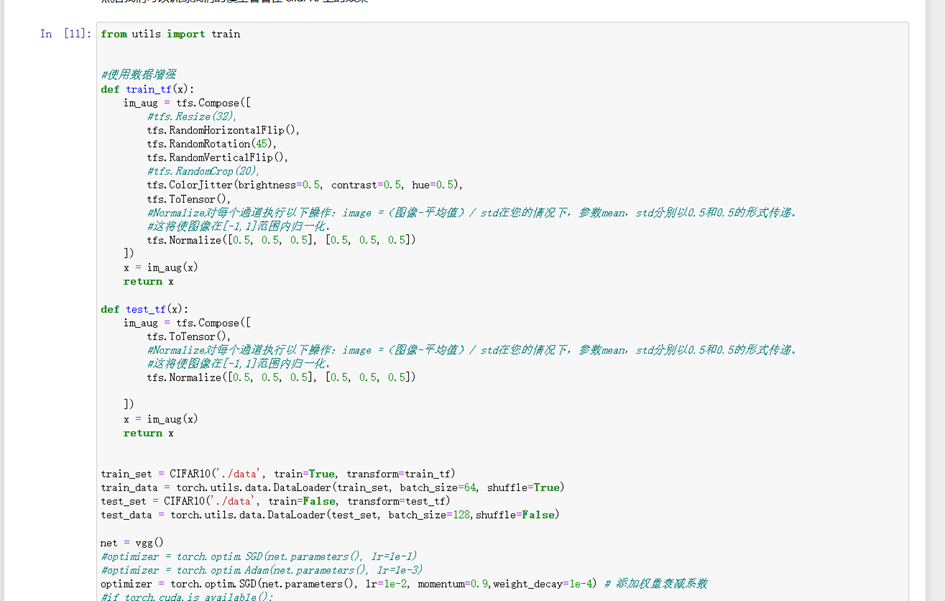 In [11]: from utils import train
#使用数据增强
def train_tf(x):
    im_aug = tfs.Compose([
        #tfs.Resize(32),
        tfs.RandomHorizontalFlip(),
        tfs.RandomRotation(45),
        tfs.RandomVerticalFlip(),
        #tfs.RandomCrop(20),
        tfs.ColorJitter(brightness=0.5, contrast=0.5, hue=0.5),
        tfs.ToTensor(),
        #Normalize对每个通道执行以下操作：image =（图像-平均值）/ std在您的情况下，参数mean，std分别以0.5和0.5的形式传递。
        #这将使图像在[-1,1]范围内归一化。
        tfs.Normalize([0.5, 0.5, 0.5], [0.5, 0.5, 0.5])
    ])
    x = im_aug(x)
    return x
def test_tf(x):
    im_aug = tfs.Compose([
        tfs.ToTensor(),
        #Normalize对每个通道执行以下操作：image =（图像-平均值）/ std在您的情况下，参数mean，std分别以0.5和0.5的形式传递。
        #这将使图像在[-1,1]范围内归一化。
        tfs.Normalize([0.5, 0.5, 0.5], [0.5, 0.5, 0.5])
    ])
    x = im_aug(x)
    return x
train_set = CIFAR10('./data', train=True, transform=train_tf)
train_data = torch.utils.data.DataLoader(train_set, batch_size=64, shuffle=True)
test_set = CIFAR10('./data', train=False, transform=test_tf)
test_data = torch.utils.data.DataLoader(test_set, batch_size=128,shuffle=False)
net = vgg()
#optimizer = torch.optim.SGD(net.parameters(), lr=1e-1)
#optimizer = torch.optim.Adam(net.parameters(), lr=1e-3)
optimizer = torch.optim.SGD(net.parameters(), lr=1e-2, momentum=0.9,weight_decay=1e-4) # 添加权重衰减系数
#if torch.cuda.is_available():